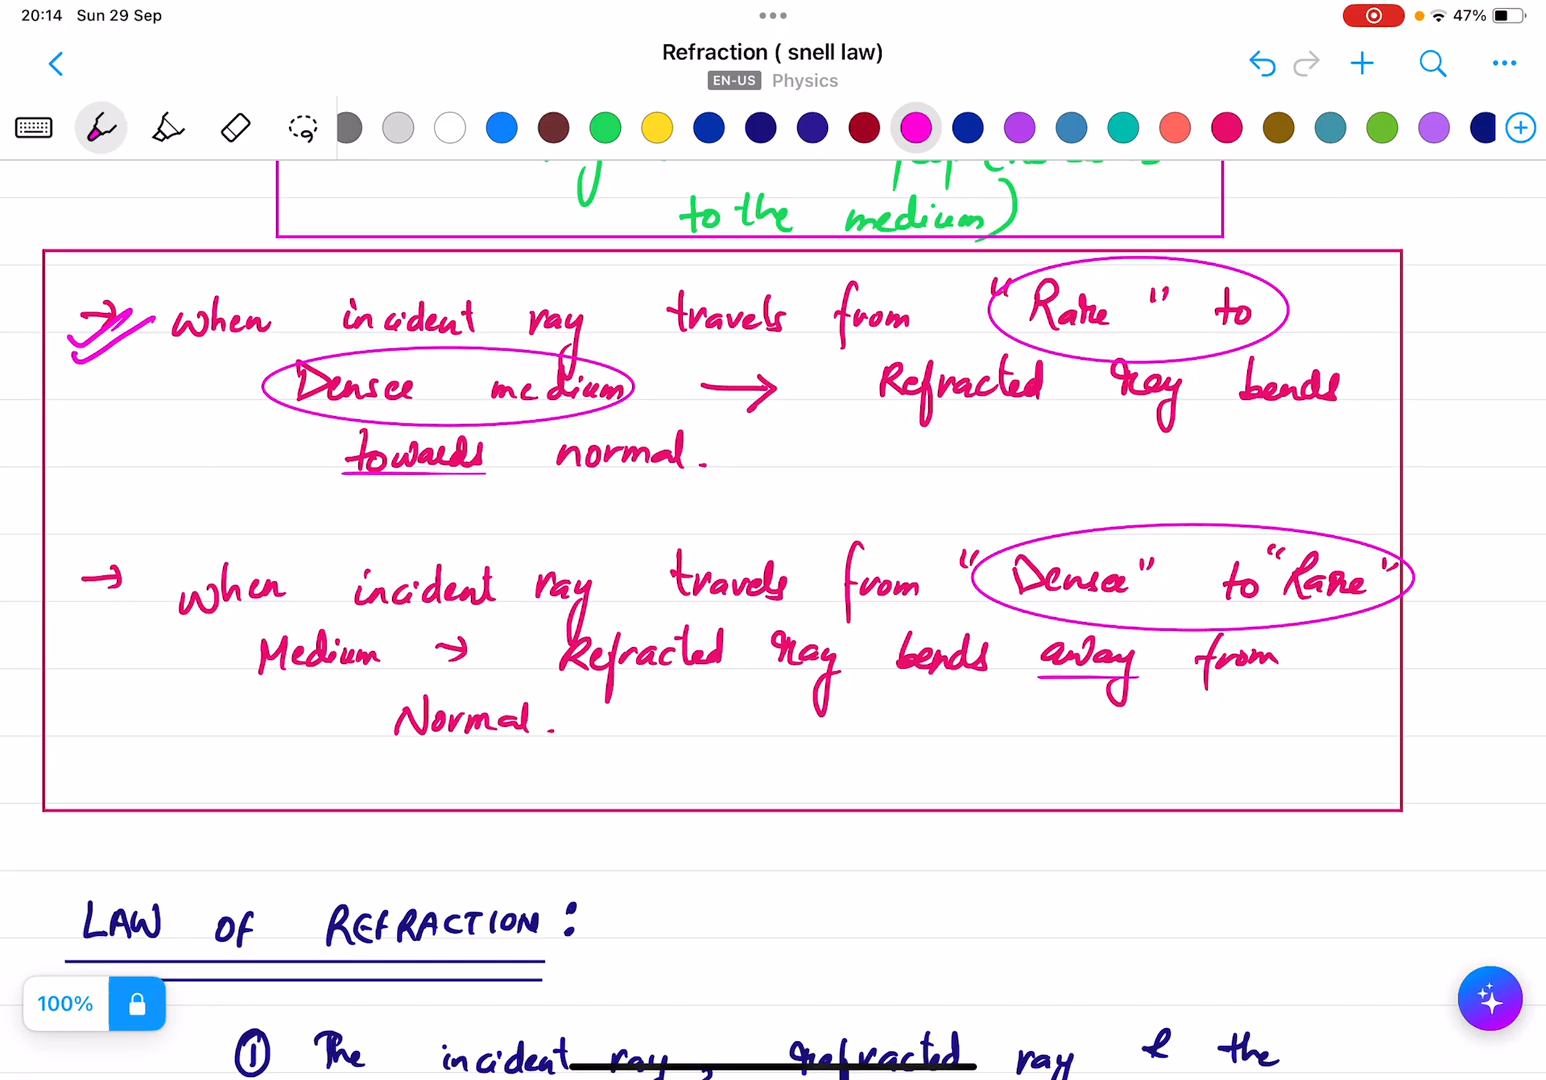 20:14 Sun 29 Sep
47%
Refraction ( snell law)
EN-US Physics
to the medium)
→ When incident ray travels from "Rare" to
Denser medium → Refracted ray bends
towards normal.
→ When incident ray travels from "Denser" to "Rare"
Medium → Refracted ray bends away from
Normal.
LAW OF REFRACTION :
100%
① The incident ray, refracted ray & the